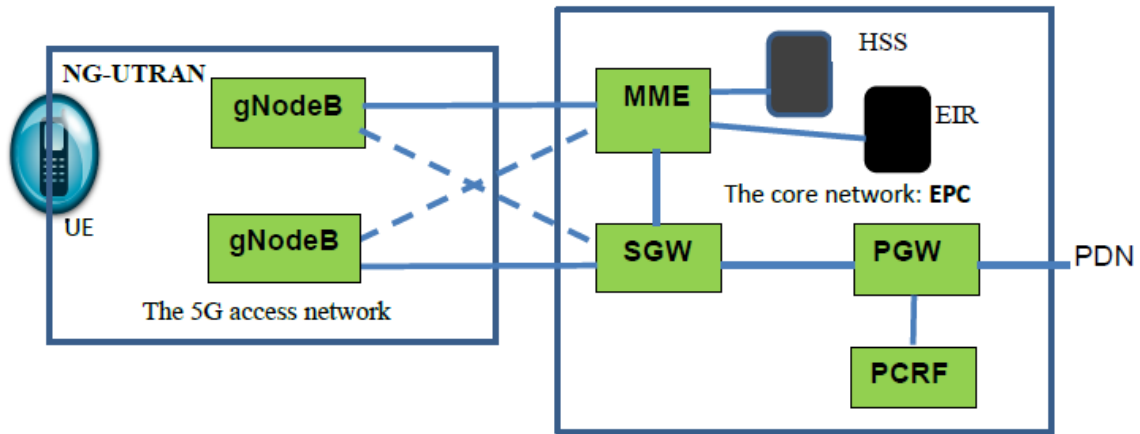 NG-UTRAN
gNodeB
gNodeB
UE
The 5G access network
MME
HSS
EIR
The core network: EPC
SGW
PGW
PDN
PCRF